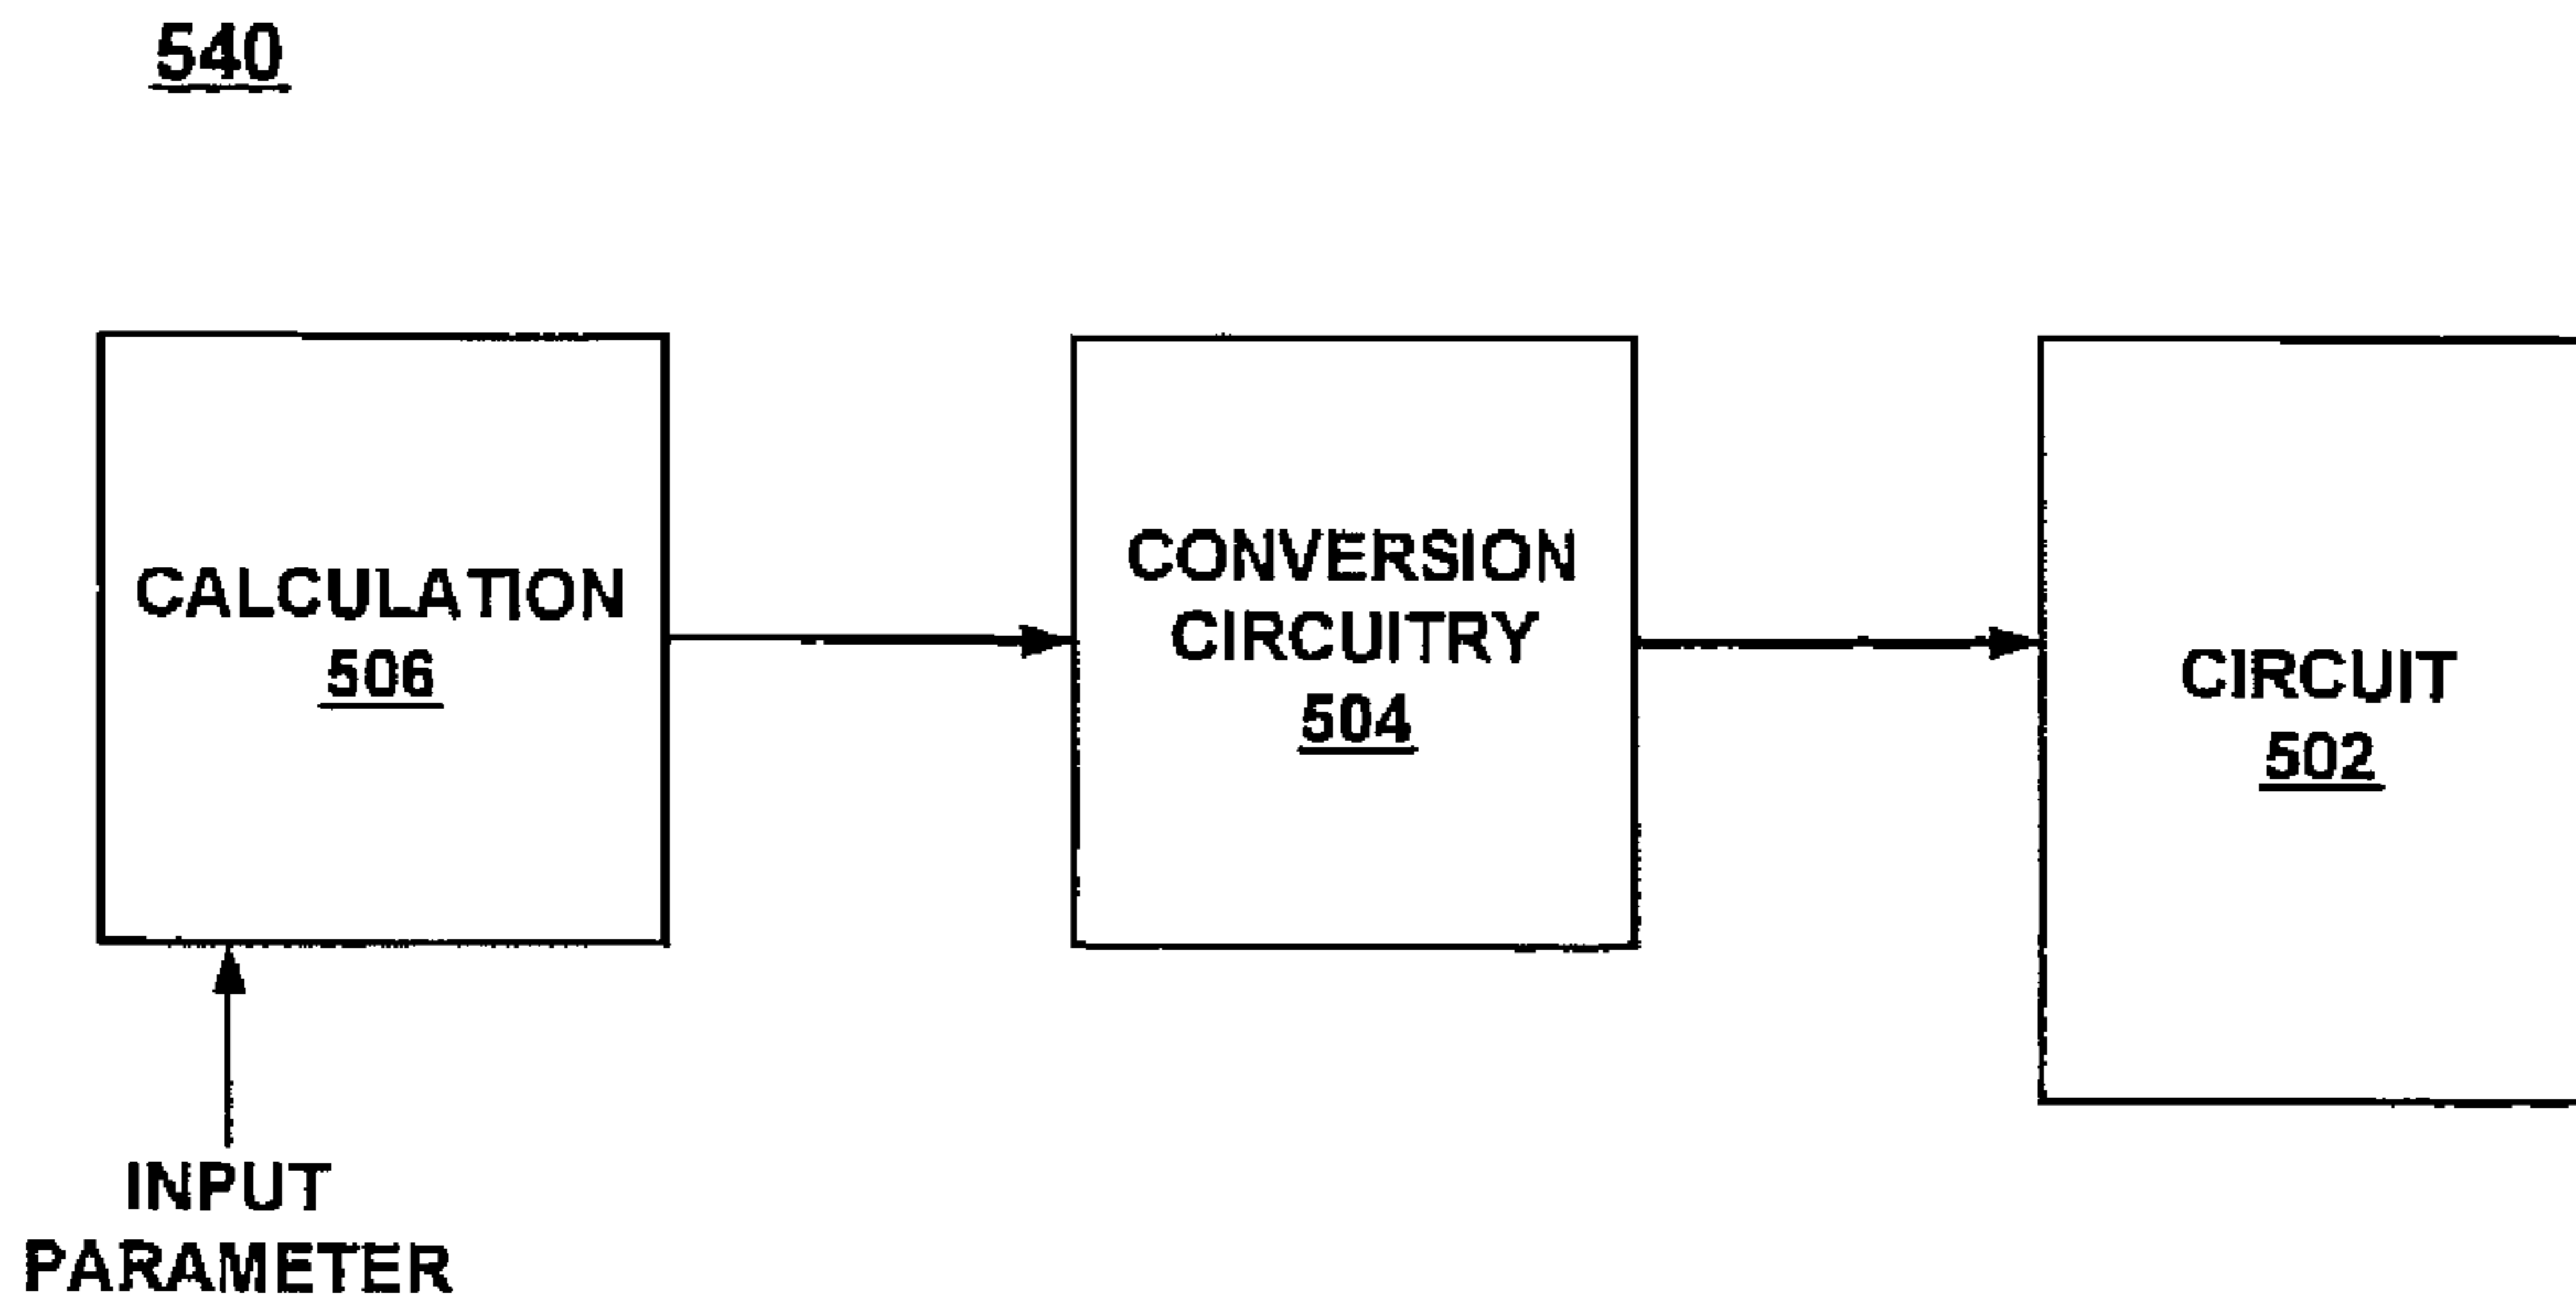 540
CALCULATION
506
CONVERSION
CIRCUITRY
504
CIRCUIT
502
INPUT
PARAMETER